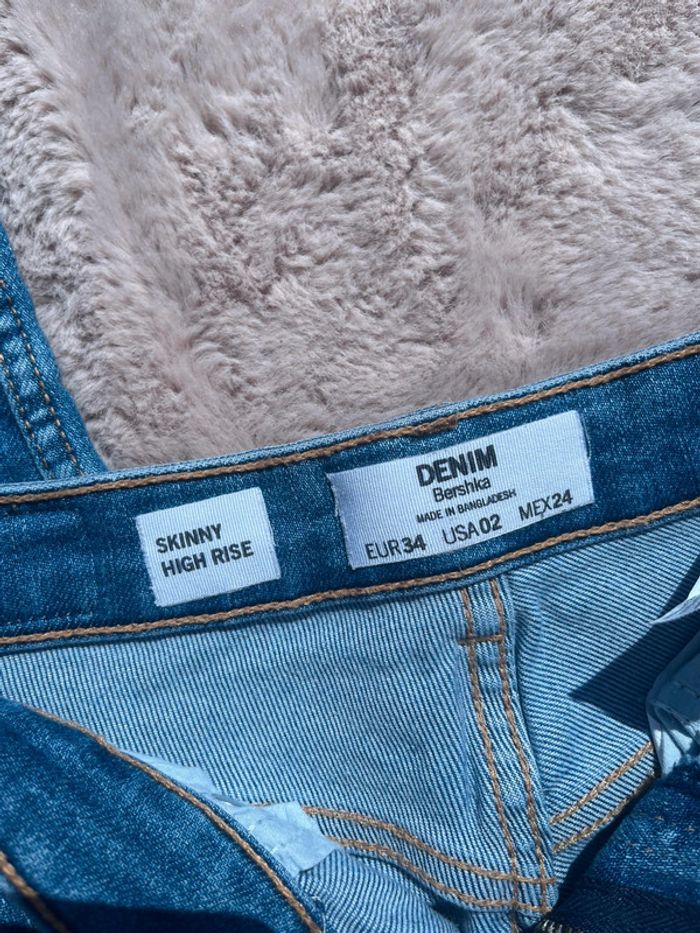 SKINNY
HIGH RISE
DENIM
Bershka
MADE IN BANGLADESH
EUR34 USA02 MEX24